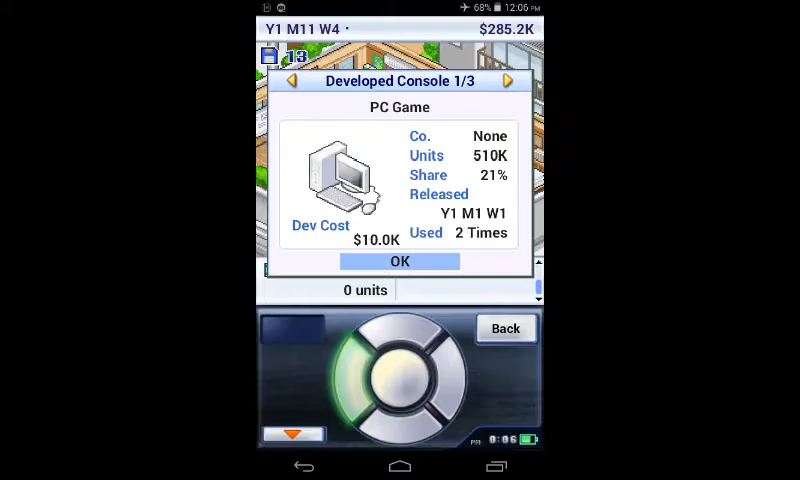 68% 12:06 PM
Y1 M11 W4 · $285.2K
13
Developed Console 1/3
PC Game
Co. None
Units 510K
Share 21%
Released
Y1 M1 W1
Dev Cost
$10.0K
Used 2 Times
OK
0 units
Back
PM 0:06